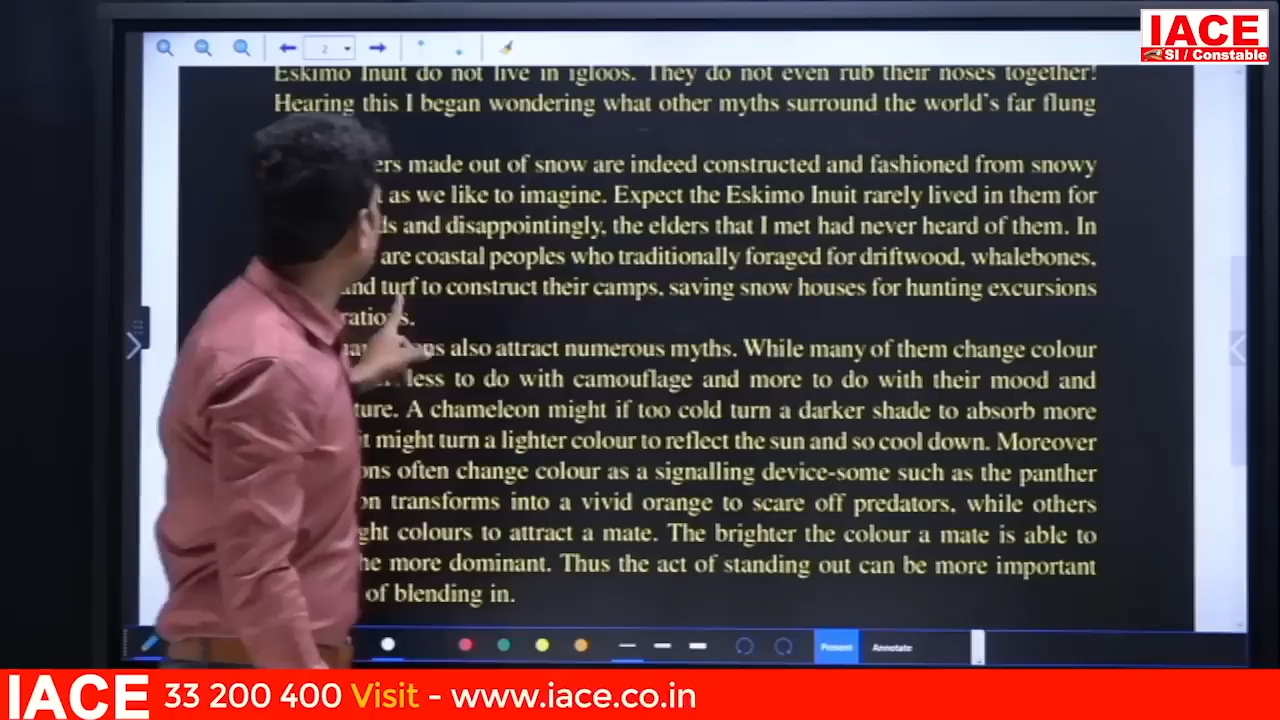 IACE
SI / Constable
2
Eskimo Inuit do not live in igloos. They do not even rub their noses together!
Hearing this I began wondering what other myths surround the world's far flung
made out of snow are indeed constructed and fashioned from snowy
as we like to imagine. Expect the Eskimo Inuit rarely lived in them for
and disappointingly, the elders that I met had never heard of them. In
are coastal peoples who traditionally foraged for driftwood, whalebones,
and turf to construct their camps, saving snow houses for hunting excursions
also attract numerous myths. While many of them change colour
less to do with camouflage and more to do with their mood and
A chameleon might if too cold turn a darker shade to absorb more
it might turn a lighter colour to reflect the sun and so cool down. Moreover
often change colour as a signalling device-some such as the panther
transforms into a vivid orange to scare off predators, while others
colours to attract a mate. The brighter the colour a mate is able to
more dominant. Thus the act of standing out can be more important
of blending in.
Present
Annotate
IACE 33 200 400 Visit - www.iace.co.in